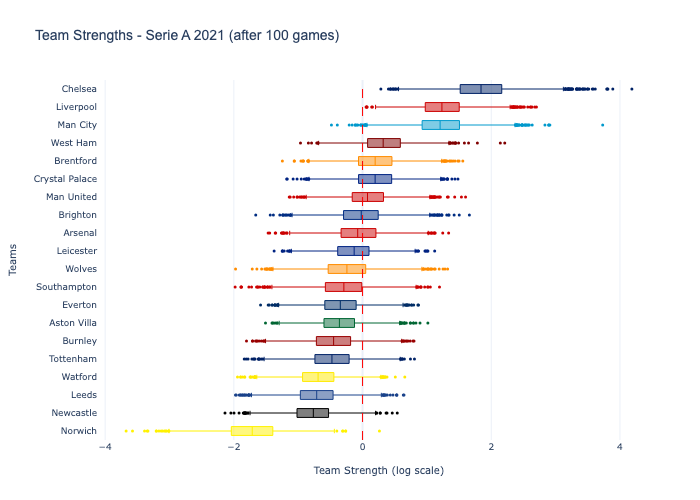 Team Strengths - Serie A 2021 (after 100 games)
Chelsea
Liverpool
Man City
West Ham
Brentford
Crystal Palace
Man United
Brighton
Arsenal
Leicester
Wolves
Southampton
Everton
Aston Villa
Burnley
Tottenham
Watford
Leeds
Newcastle
Norwich
Teams
−4 −2 0 2 4
Team Strength (log scale)